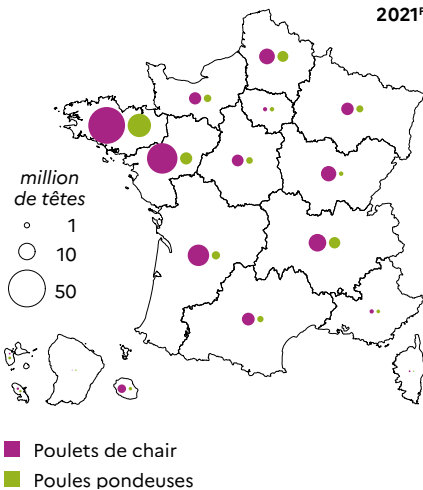 2021ᴾ
million
de têtes
1
10
50
Poulets de chair
Poules pondeuses